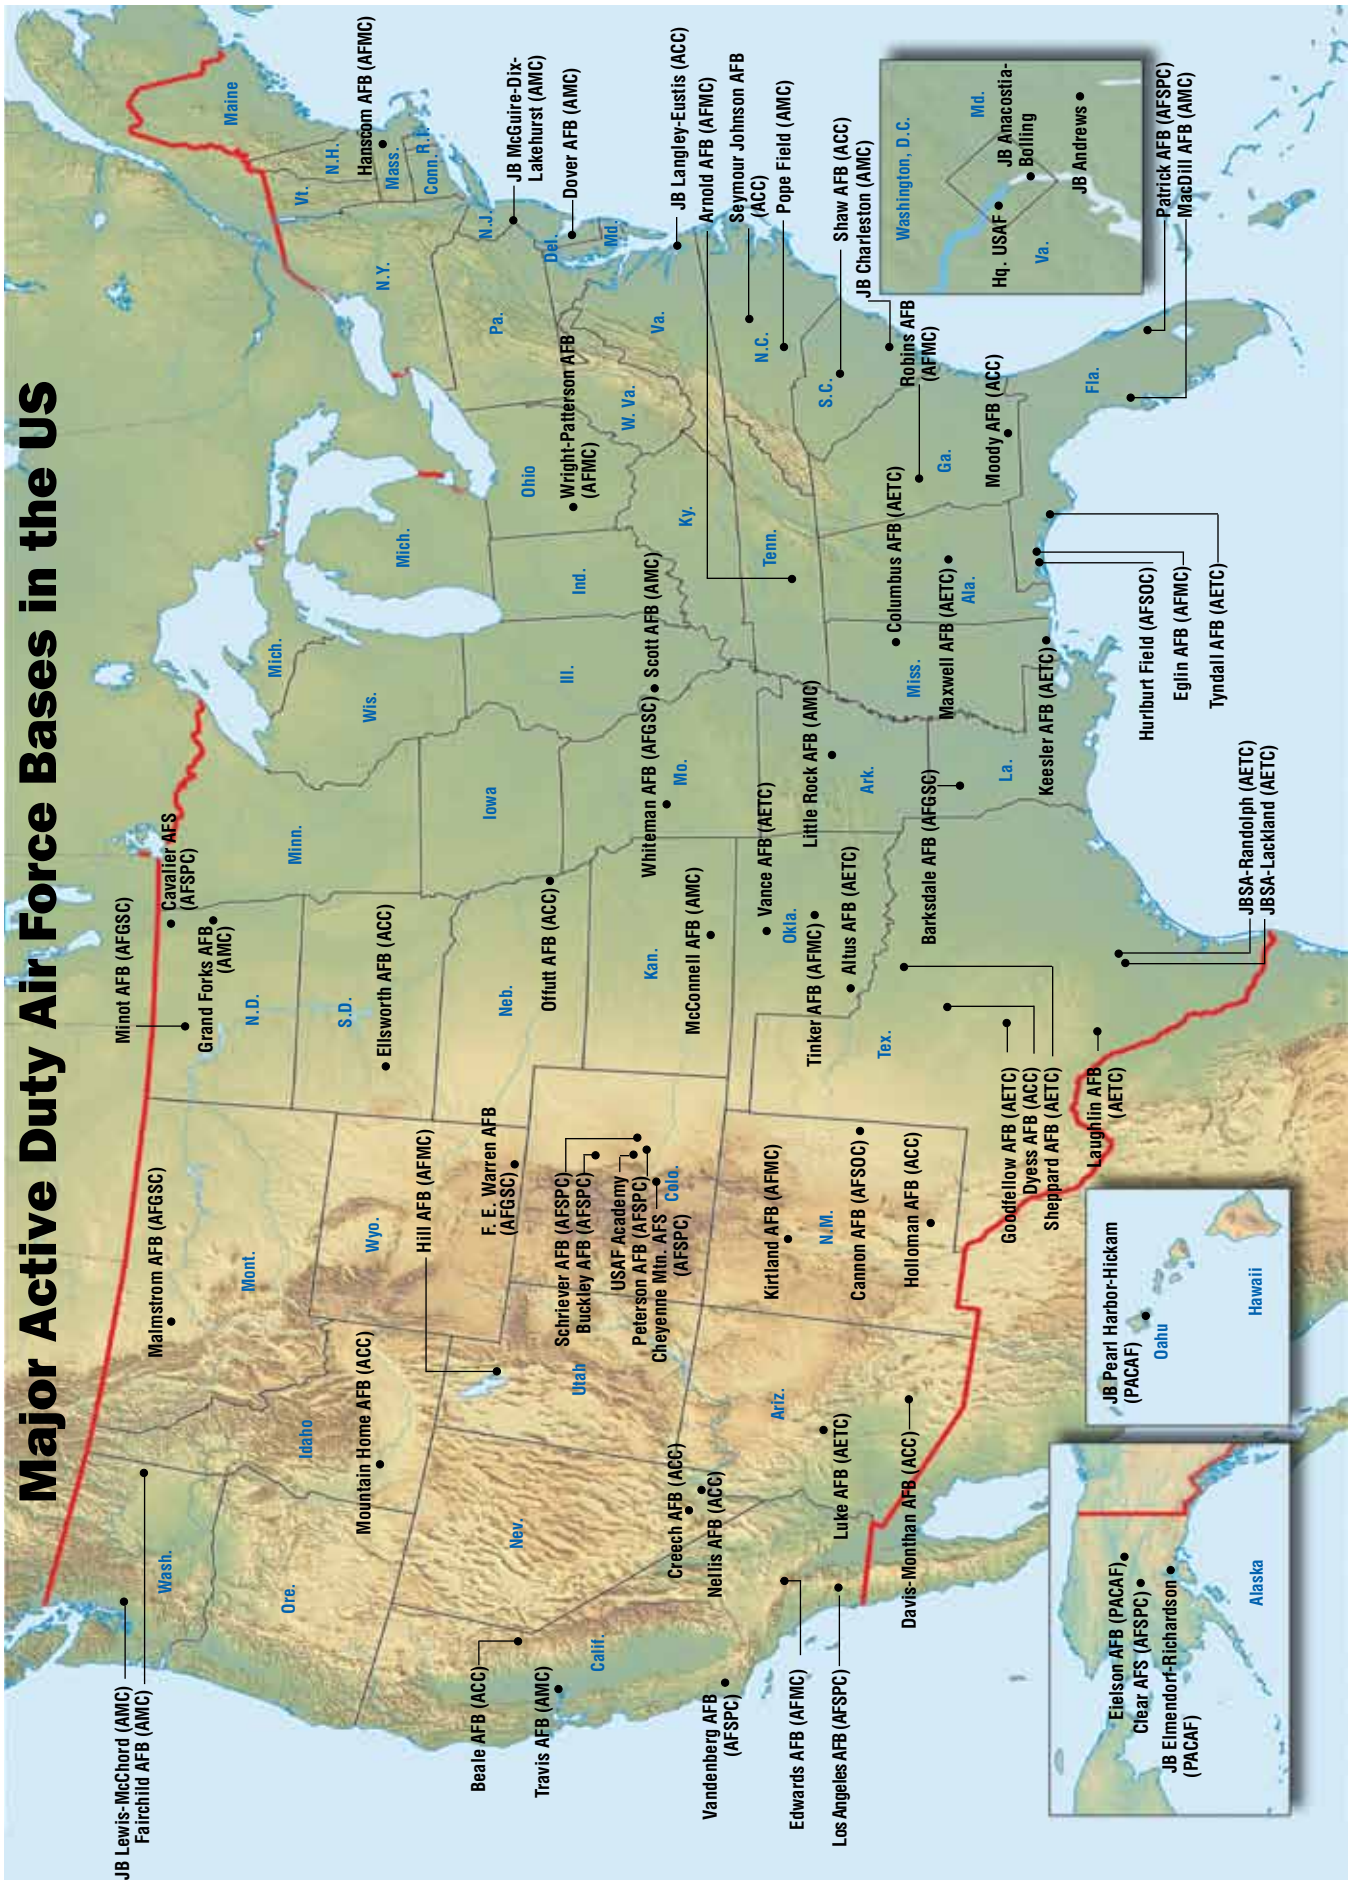 Major Active Duty Air Force Bases in the US
JB Lewis-McChord (AMC)
Fairchild AFB (AMC)
Wash.
Ore.
Idaho
Mountain Home AFB (ACC)
Malmstrom AFB (AFGSC)
Mont.
Wyo.
Hill AFB (AFMC)
F. E. Warren AFB
(AFGSC)
Minot AFB (AFGSC)
Cavalier AFS
(AFSPC)
Grand Forks AFB
(AMC)
N.D.
S.D.
Ellsworth AFB (ACC)
Neb.
Offutt AFB (ACC)
Minn.
Iowa
Wis.
Mich.
Mich.
Ill.
Ind.
Ohio
Wright-Patterson AFB
(AFMC)
Scott AFB (AMC)
Whiteman AFB (AFGSC)
Mo.
Kan.
McConnell AFB (AMC)
Maine
Vt.
N.H.
Hanscom AFB (AFMC)
Mass.
Conn.
R.I.
N.Y.
N.J.
JB McGuire-Dix-
Lakehurst (AMC)
Pa.
Del.
Dover AFB (AMC)
Md.
W. Va.
Va.
JB Langley-Eustis (ACC)
Arnold AFB (AFMC)
Seymour Johnson AFB
(ACC)
Pope Field (AMC)
N.C.
Ky.
Tenn.
S.C.
Shaw AFB (ACC)
JB Charleston (AMC)
Robins AFB
(AFMC)
Ga.
Moody AFB (ACC)
Columbus AFB (AETC)
Maxwell AFB (AETC)
Ala.
Miss.
Keesler AFB (AETC)
Fla.
Patrick AFB (AFSPC)
MacDill AFB (AMC)
Hurlburt Field (AFSOC)
Eglin AFB (AFMC)
Tyndall AFB (AETC)
Little Rock AFB (AMC)
Ark.
La.
Barksdale AFB (AFGSC)
Vance AFB (AETC)
Okla.
Tinker AFB (AFMC)
Altus AFB (AETC)
Tex.
Goodfellow AFB (AETC)
Dyess AFB (ACC)
Sheppard AFB (AETC)
Laughlin AFB
(AETC)
JBSA-Randolph (AETC)
JBSA-Lackland (AETC)
Schriever AFB (AFSPC)
Buckley AFB (AFSPC)
USAF Academy
Peterson AFB (AFSPC)
Cheyenne Mtn. AFS
(AFSPC)
Colo.
Utah
Nev.
Creech AFB (ACC)
Nellis AFB (ACC)
Ariz.
Luke AFB (AETC)
Davis-Monthan AFB (ACC)
N.M.
Kirtland AFB (AFMC)
Cannon AFB (AFSOC)
Holloman AFB (ACC)
Calif.
Beale AFB (ACC)
Travis AFB (AMC)
Vandenberg AFB
(AFSPC)
Edwards AFB (AFMC)
Los Angeles AFB (AFSPC)
Eielson AFB (PACAF)
Clear AFS (AFSPC)
JB Elmendorf-Richardson
(PACAF)
Alaska
JB Pearl Harbor-Hickam
(PACAF)
Oahu
Hawaii
Washington, D.C.
Md.
Hq. USAF
JB Anacostia-
Bolling
Va.
JB Andrews